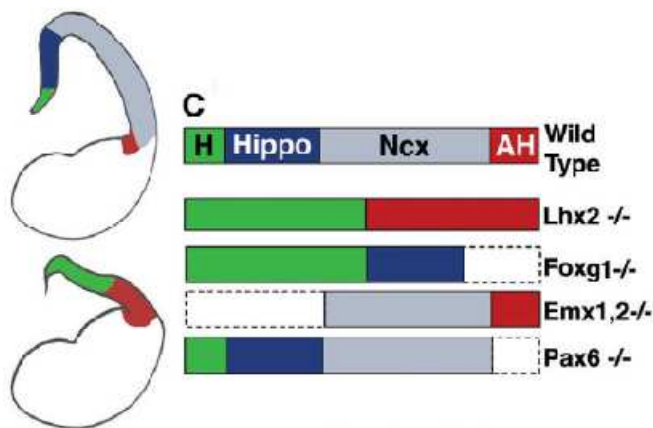 C
H Hippo Ncx AH Wild
Type
Lhx2 -/-
Foxg1-/-
Emx1,2-/-
Pax6 -/-